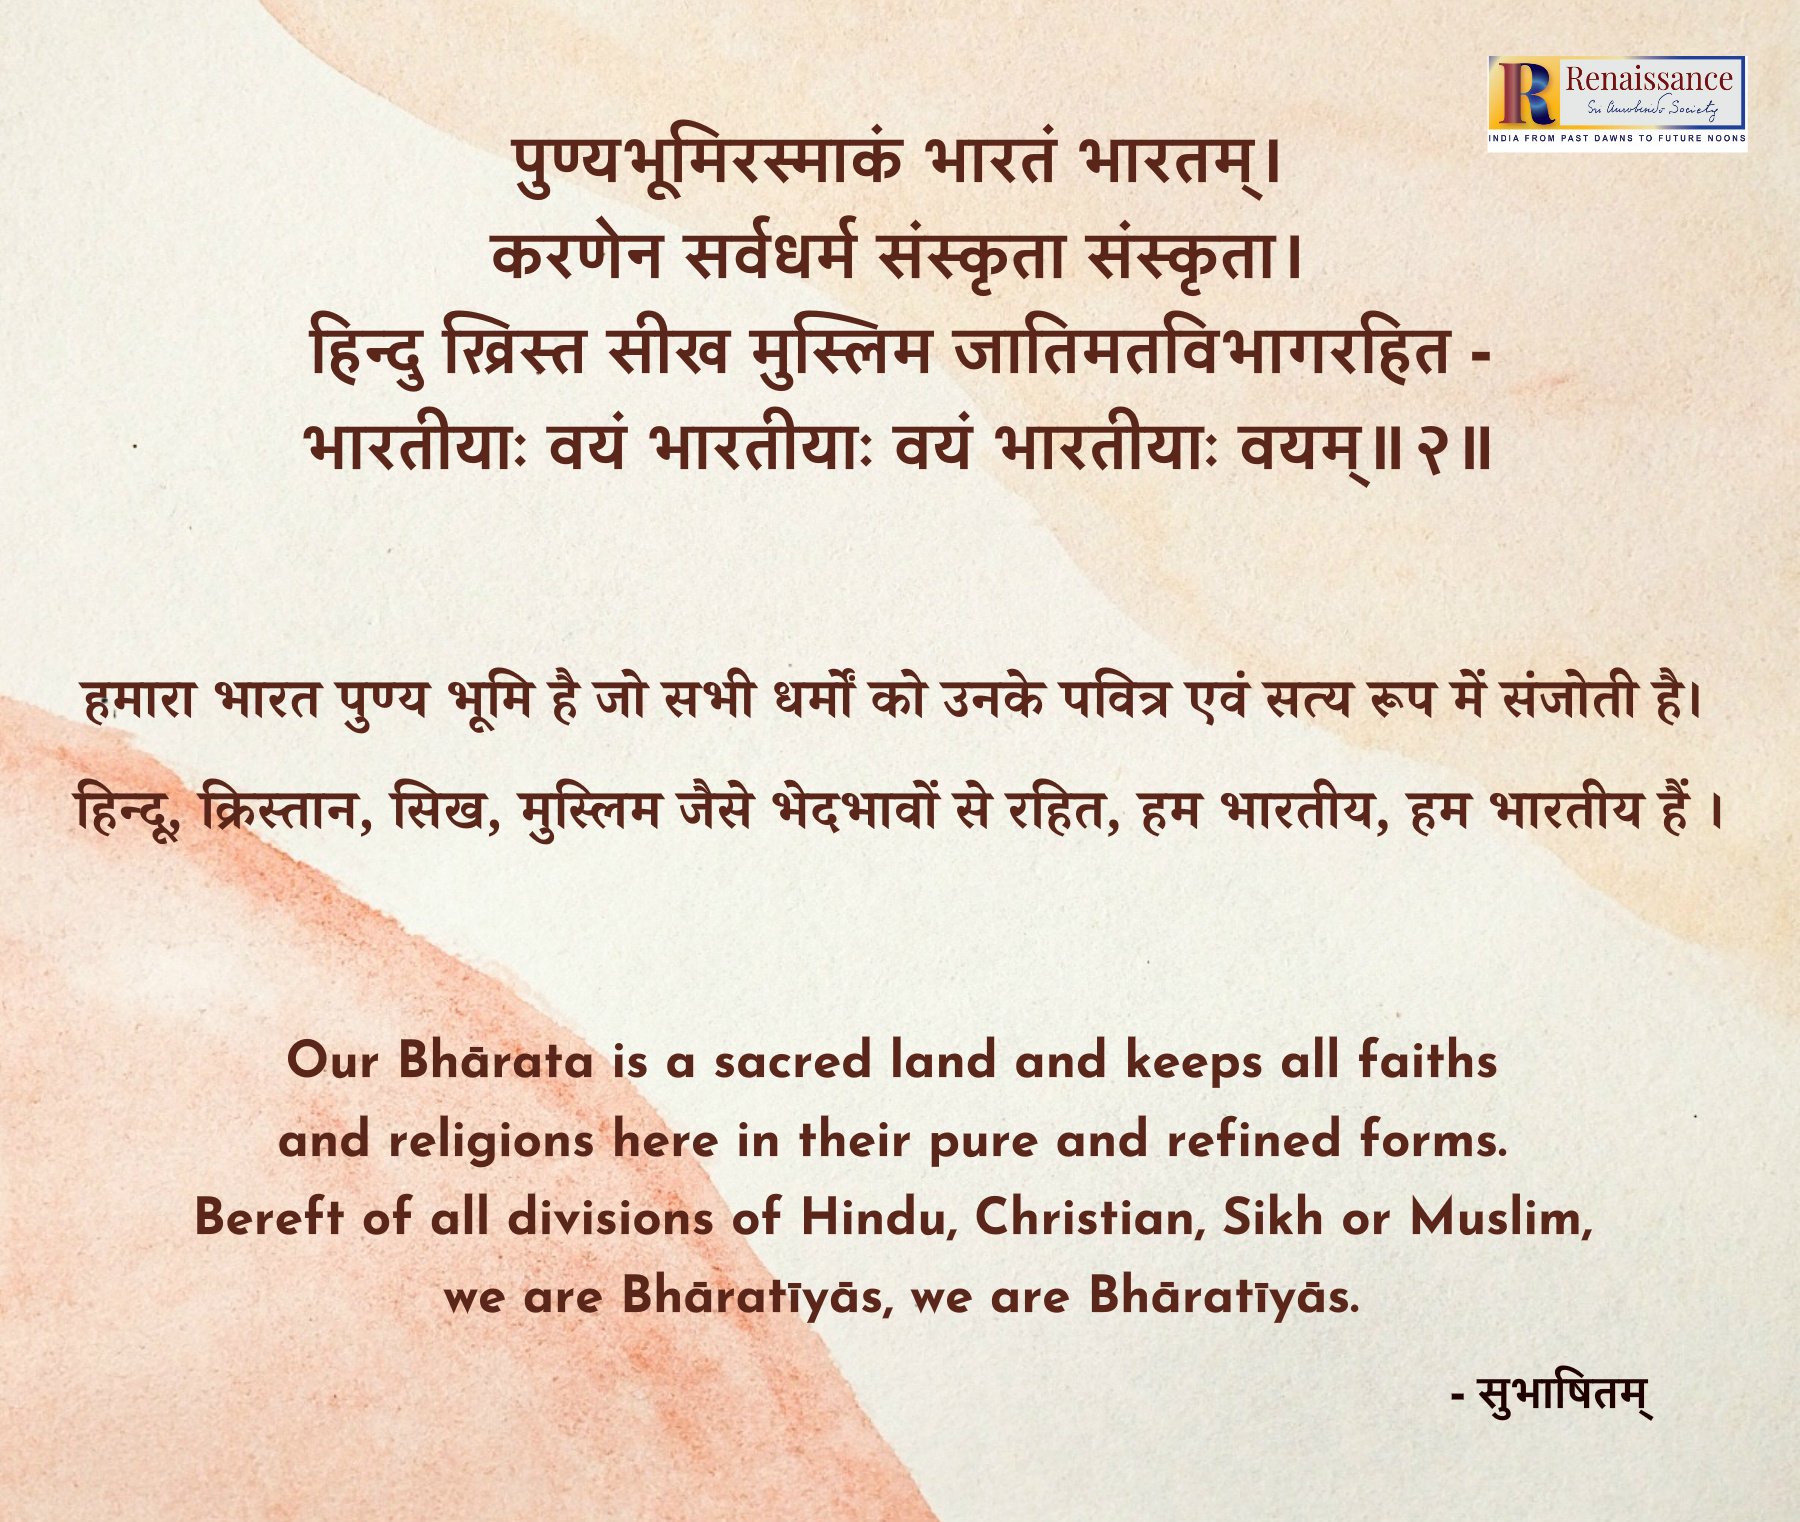 Renaissance
Sri Aurobindo Society
INDIA FROM PAST DAWNS TO FUTURE NOONS
पुण्यभूमिरस्माकं भारतं भारतम्।
करणेन सर्वधर्म संस्कृता संस्कृता।
हिन्दु ख्रिस्त सीख मुस्लिम जातिमतविभागरहित -
भारतीयाः वयं भारतीयाः वयं भारतीयाः वयम्॥२॥
हमारा भारत पुण्य भूमि है जो सभी धर्मों को उनके पवित्र एवं सत्य रूप में संजोती है।
हिन्दू, क्रिस्तान, सिख, मुस्लिम जैसे भेदभावों से रहित, हम भारतीय, हम भारतीय हैं ।
Our Bhārata is a sacred land and keeps all faiths
and religions here in their pure and refined forms.
Bereft of all divisions of Hindu, Christian, Sikh or Muslim,
we are Bhāratīyās, we are Bhāratīyās.
- सुभाषितम्